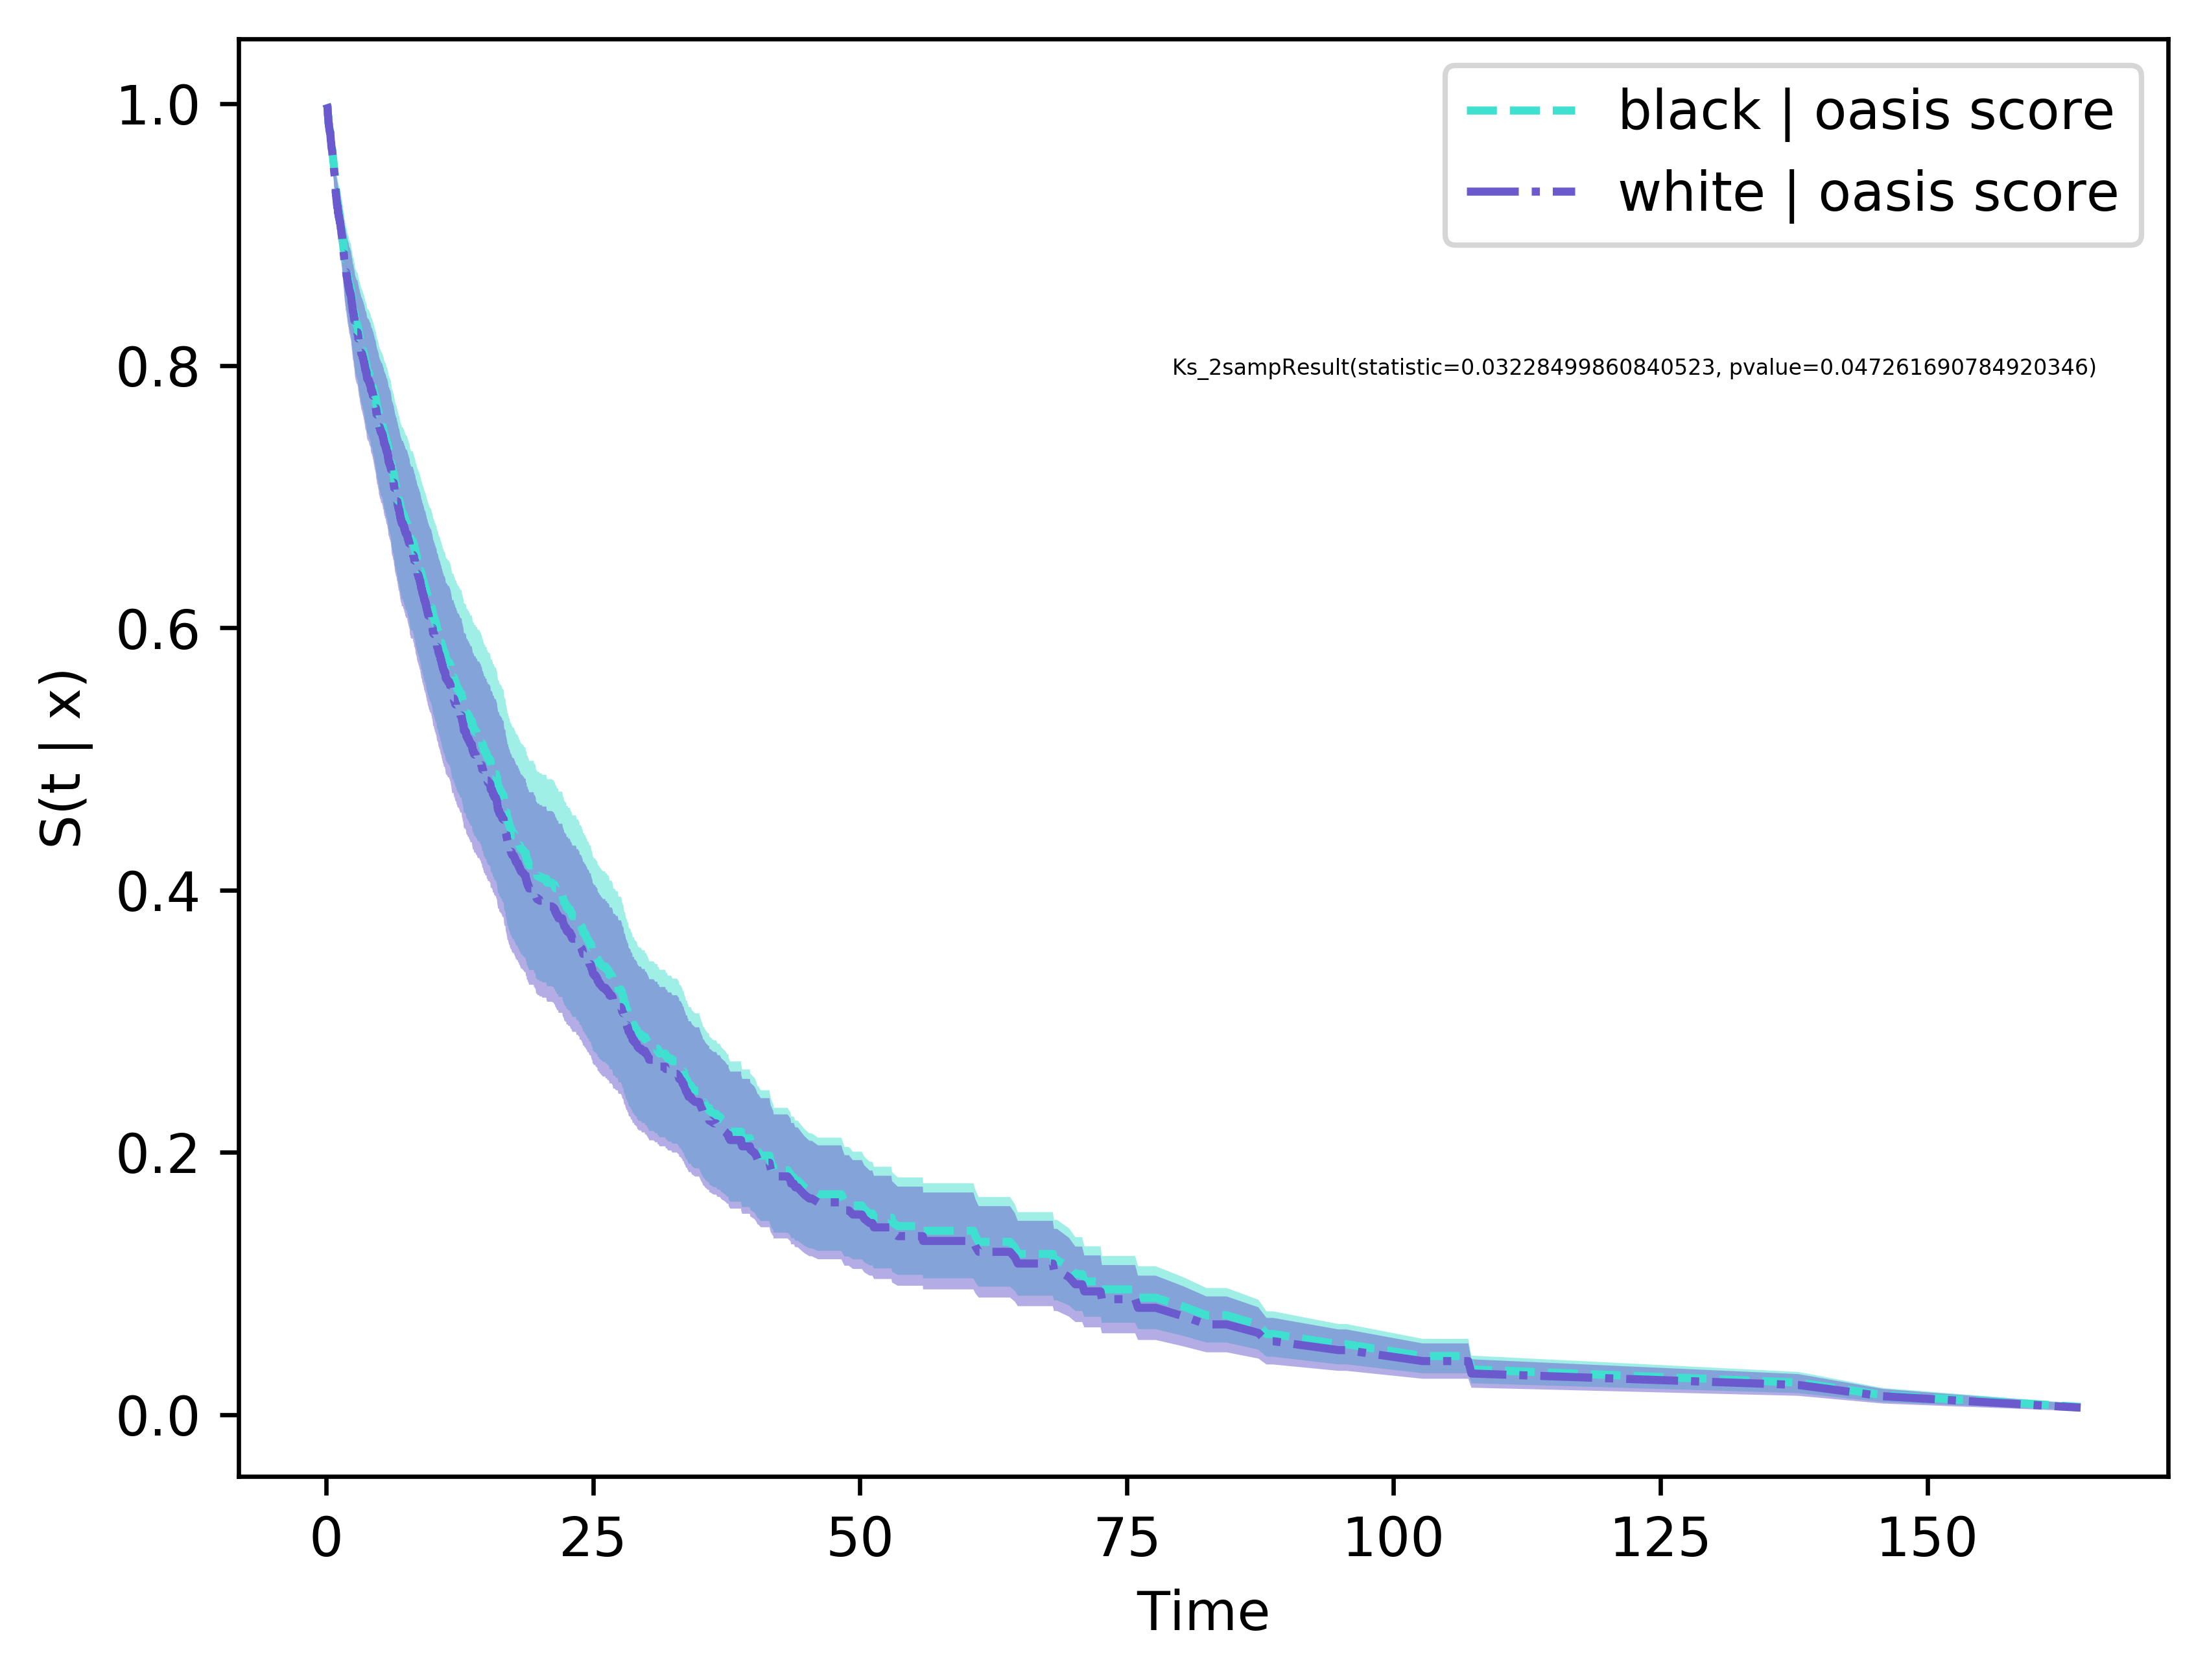 black | oasis score
white | oasis score
Ks_2sampResult(statistic=0.03228499860840523, pvalue=0.047261690784920346)
1.0
0.8
0.6
0.4
0.2
0.0
S(t | x)
0 25 50 75 100 125 150
Time